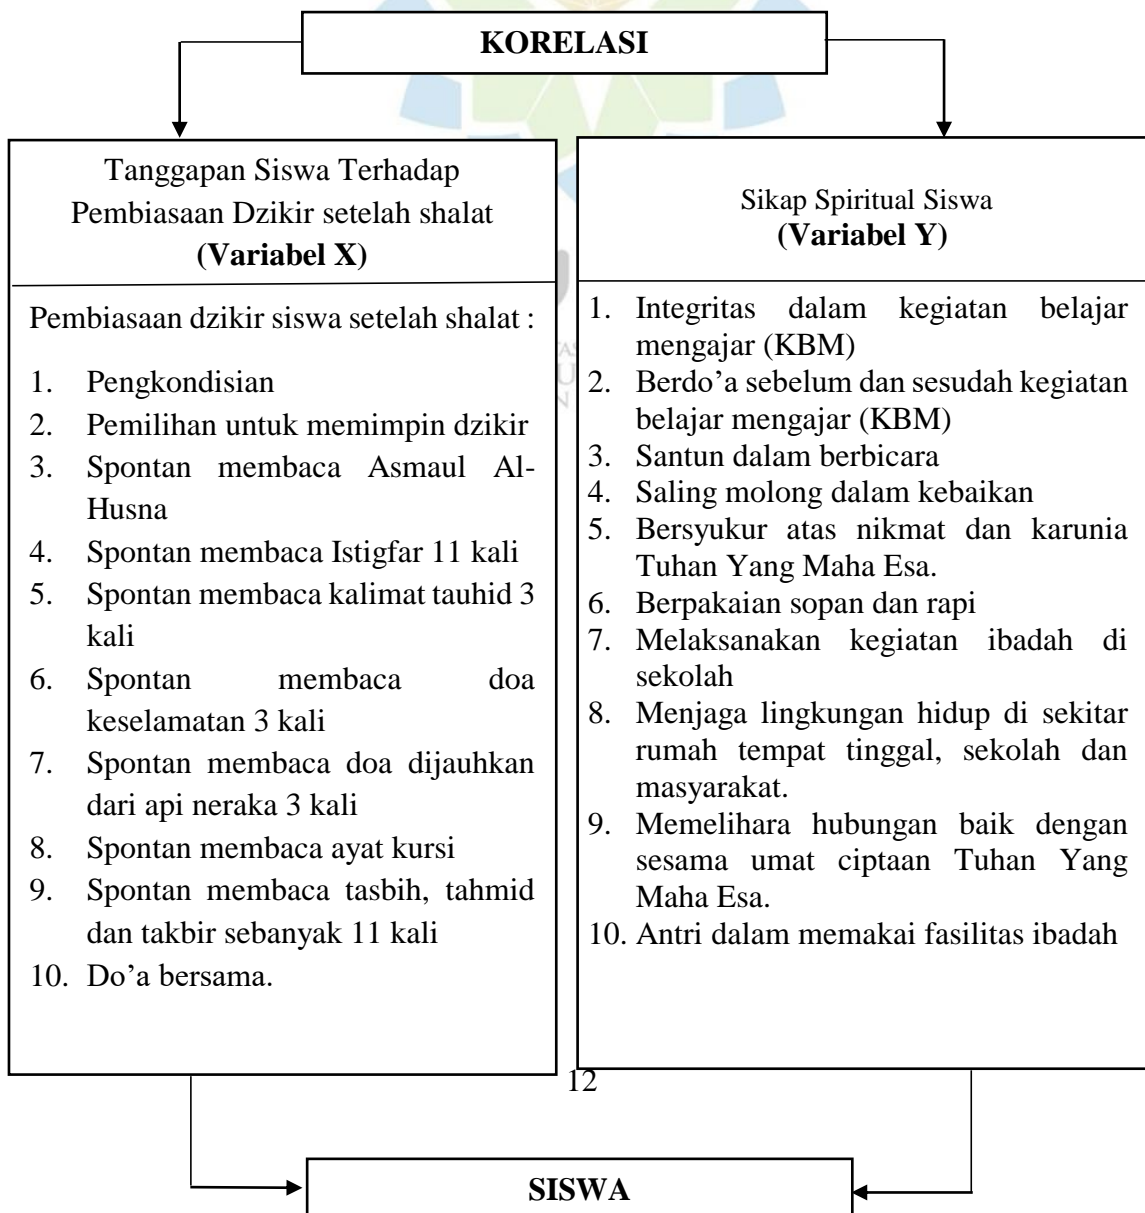 KORELASI
Tanggapan Siswa Terhadap
Pembiasaan Dzikir setelah shalat
(Variabel X)
Pembiasaan dzikir siswa setelah shalat :
1. Pengkondisian
2. Pemilihan untuk memimpin dzikir
3. Spontan membaca Asmaul Al-
Husna
4. Spontan membaca Istigfar 11 kali
5. Spontan membaca kalimat tauhid 3
kali
6. Spontan membaca doa
keselamatan 3 kali
7. Spontan membaca doa dijauhkan
dari api neraka 3 kali
8. Spontan membaca ayat kursi
9. Spontan membaca tasbih, tahmid
dan takbir sebanyak 11 kali
10. Do’a bersama.
Sikap Spiritual Siswa
(Variabel Y)
1. Integritas dalam kegiatan belajar
mengajar (KBM)
2. Berdo’a sebelum dan sesudah kegiatan
belajar mengajar (KBM)
3. Santun dalam berbicara
4. Saling molong dalam kebaikan
5. Bersyukur atas nikmat dan karunia
Tuhan Yang Maha Esa.
6. Berpakaian sopan dan rapi
7. Melaksanakan kegiatan ibadah di
sekolah
8. Menjaga lingkungan hidup di sekitar
rumah tempat tinggal, sekolah dan
masyarakat.
9. Memelihara hubungan baik dengan
sesama umat ciptaan Tuhan Yang
Maha Esa.
10. Antri dalam memakai fasilitas ibadah
12
SISWA